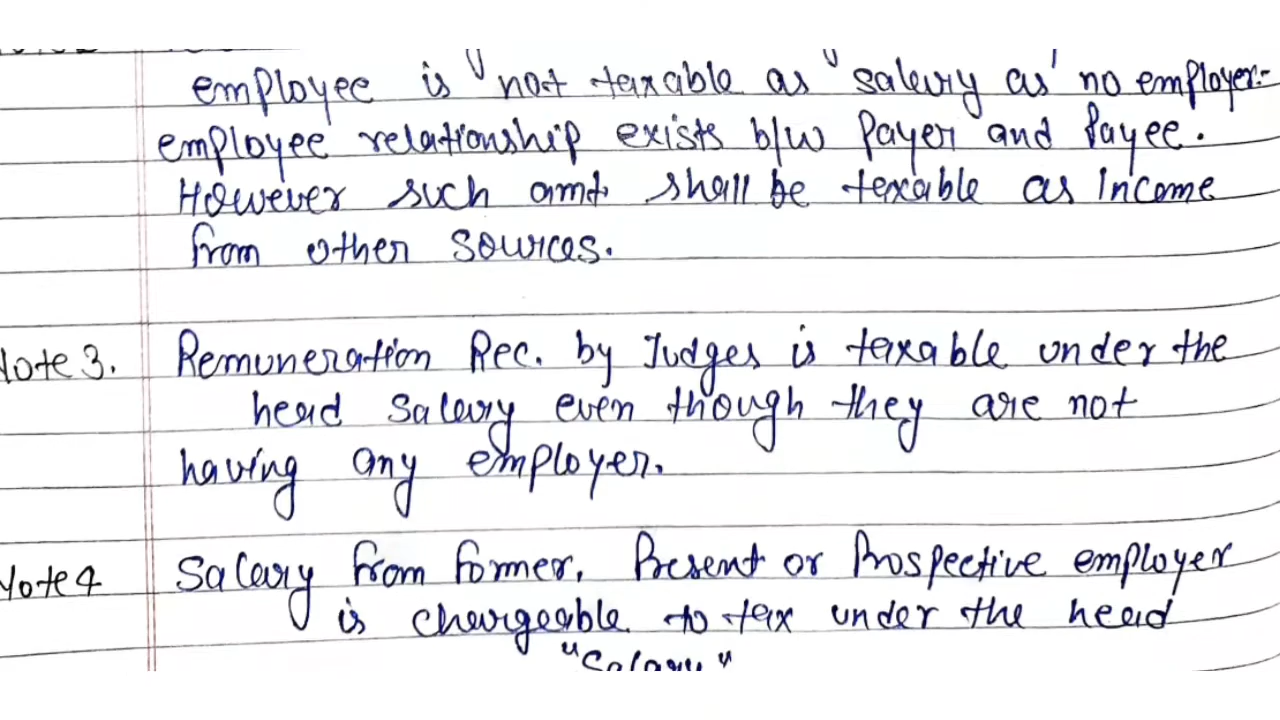 employee is not taxable as "salary as" no employer-
employee relationship exists b/w Payer and Payee.
However such amt shall be taxable as Income
from other sources.
Note 3. Remuneration Rec. by Judges is taxable under the
head salary even though they are not
having any employer.
Note 4 Salary from former, Present or Prospective employer
is chargeable to tax under the head
"Salary"